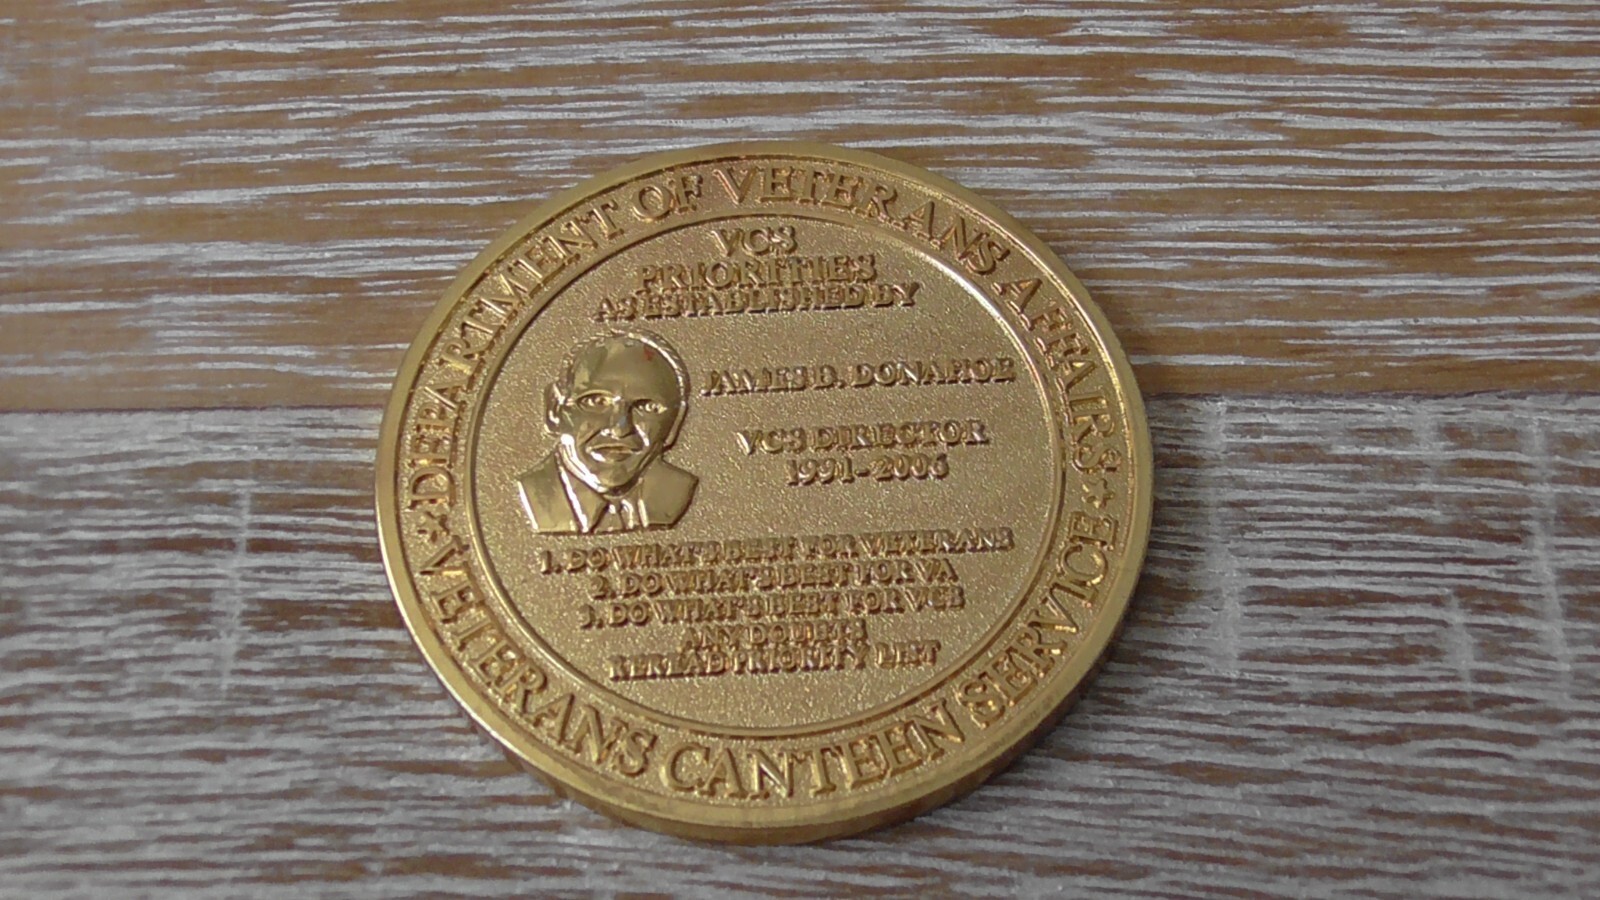 DEPARTMENT OF VETERANS AFFAIRS
VCS
PRIORITIES
AS ESTABLISHED BY
JAMES B. DONAHOE
VCS DIRECTOR
1991-2006
1. DO WHAT'S BEST FOR VETERANS
2. DO WHAT'S BEST FOR VA
3. DO WHAT'S BEST FOR VCS
ANY DOUBTS
REREAD PRIORITY LIST
VETERANS CANTEEN SERVICE